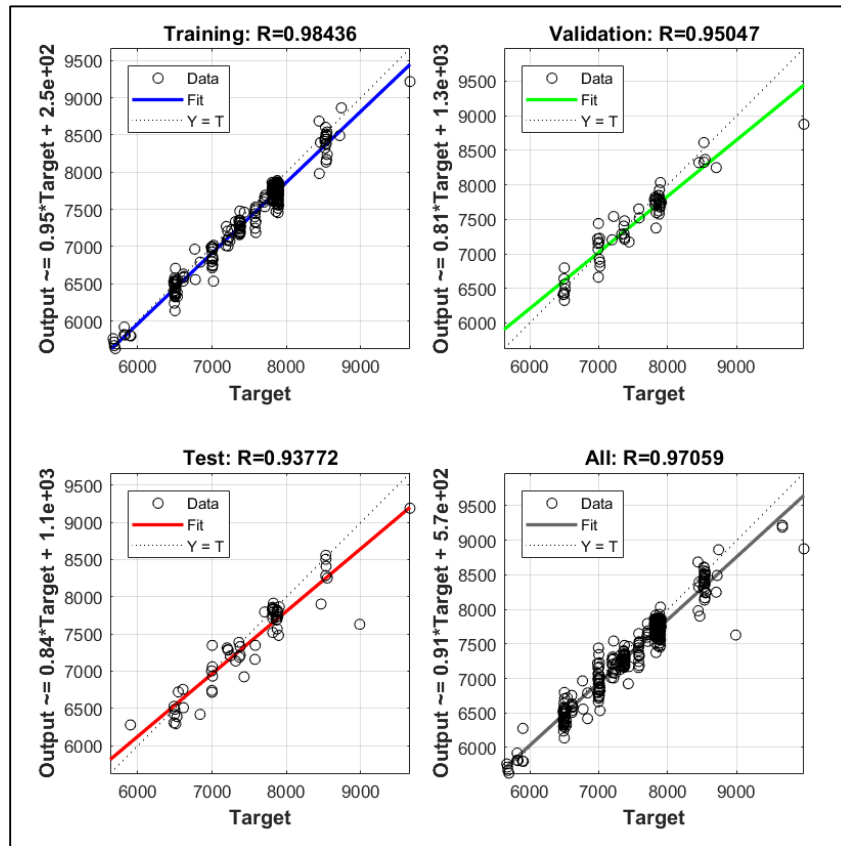 Training: R=0.98436
Output ~= 0.95*Target + 2.5e+02
9500
9000
8500
8000
7500
7000
6500
6000
Data
Fit
Y = T
6000 7000 8000 9000
Target
Validation: R=0.95047
Output ~= 0.81*Target + 1.3e+03
9500
9000
8500
8000
7500
7000
6500
6000
Data
Fit
Y = T
6000 7000 8000 9000
Target
Test: R=0.93772
Output ~= 0.84*Target + 1.1e+03
9500
9000
8500
8000
7500
7000
6500
6000
Data
Fit
Y = T
6000 7000 8000 9000
Target
All: R=0.97059
Output ~= 0.91*Target + 5.7e+02
9500
9000
8500
8000
7500
7000
6500
6000
Data
Fit
Y = T
6000 7000 8000 9000
Target